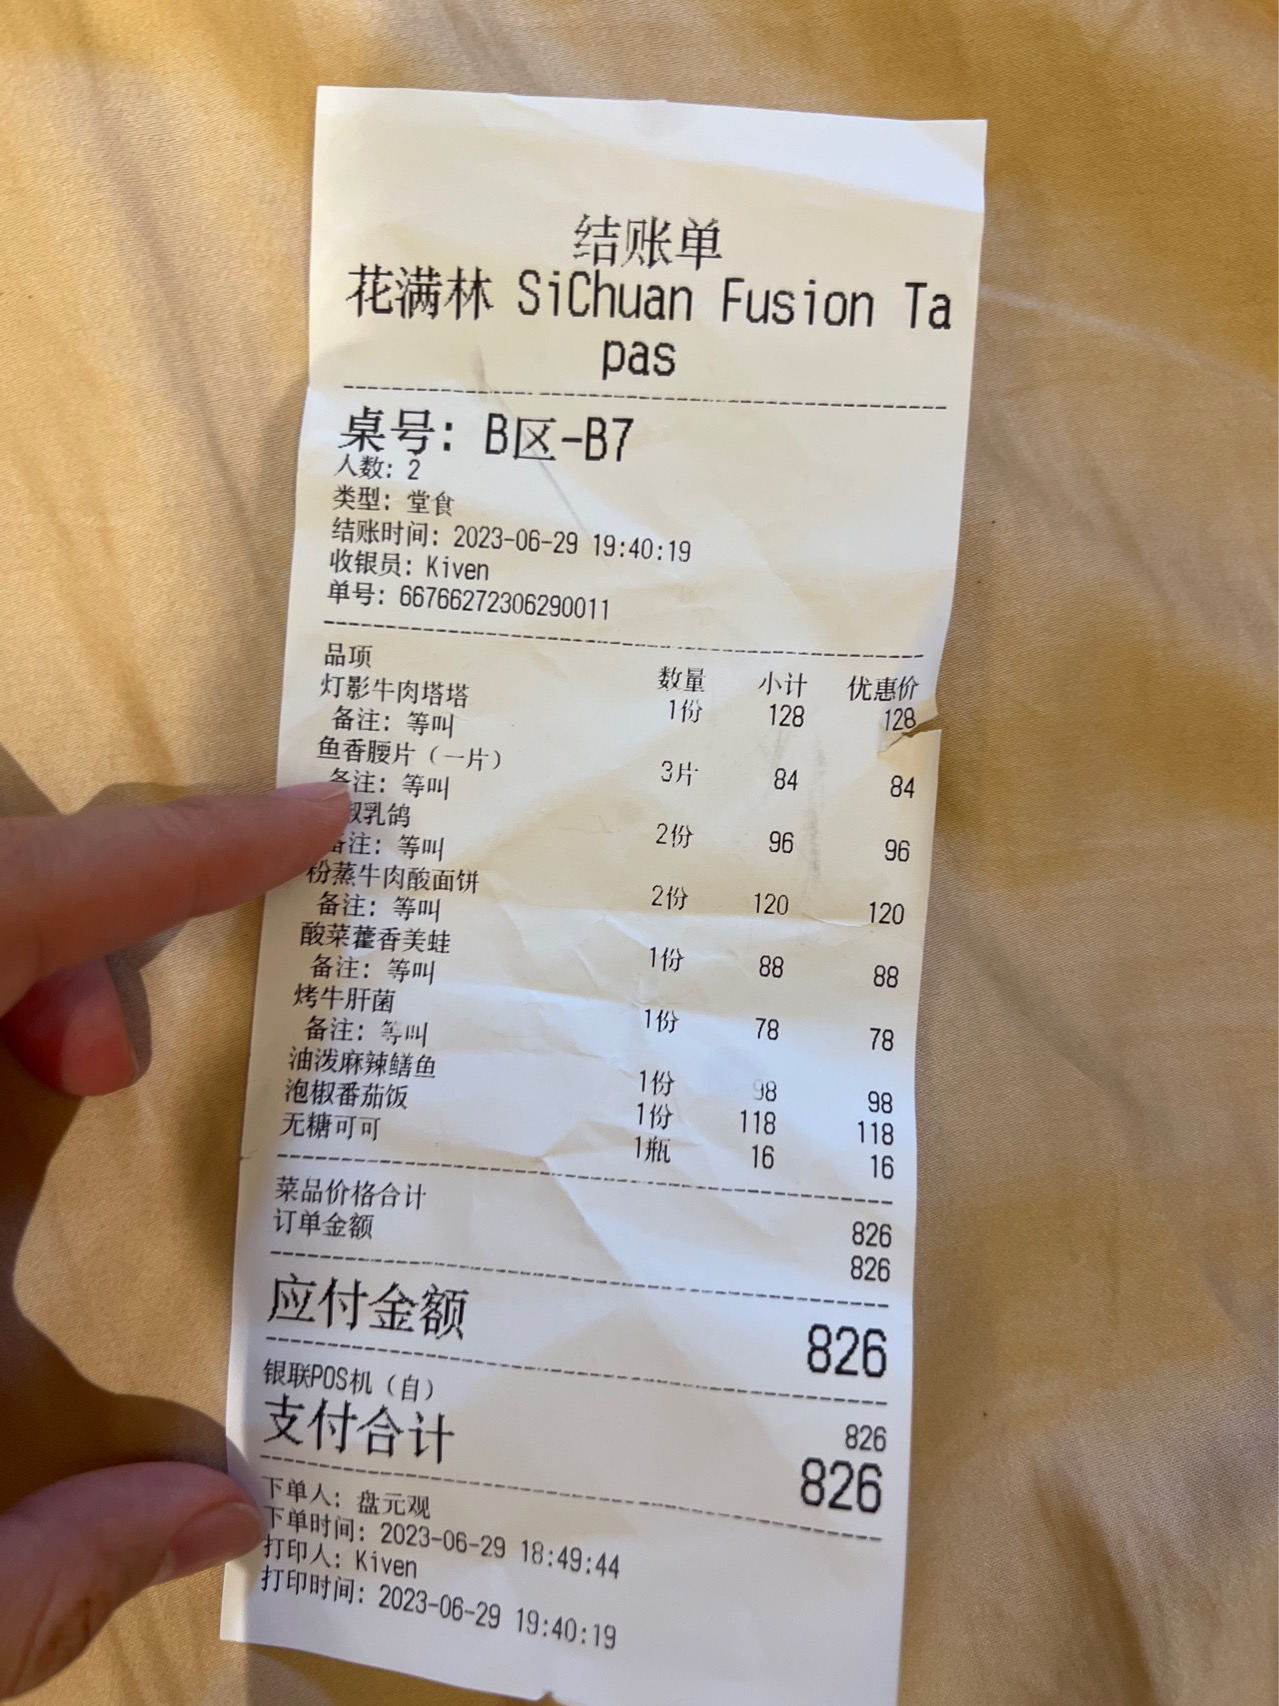 结账单
花满林 SiChuan Fusion Ta
pas
桌号: B区-B7
人数: 2
类型: 堂食
结账时间: 2023-06-29 19:40:19
收银员: Kiven
单号: 66766272306290011
品项 数量 小计 优惠价
灯影牛肉塔塔 1份 128 128
备注: 等叫
鱼香腰片（一片） 3片 84 84
备注: 等叫
椒乳鸽 2份 96 96
备注: 等叫
粉蒸牛肉酸面饼 2份 120 120
备注: 等叫
酸菜藿香美蛙 1份 88 88
备注: 等叫
烤牛肝菌 1份 78 78
备注: 等叫
油泼麻辣鳝鱼 1份 98 98
泡椒番茄饭 1份 118 118
无糖可可 1瓶 16 16
菜品价格合计 826
订单金额 826
应付金额 826
银联POS机（自） 826
支付合计 826
下单人: 盘元观
下单时间: 2023-06-29 18:49:44
打印人: Kiven
打印时间: 2023-06-29 19:40:19